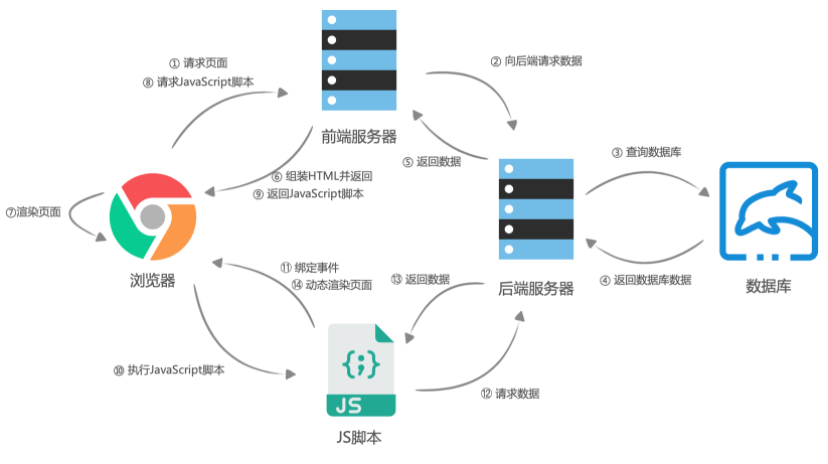 ① 请求页面
⑧ 请求JavaScript脚本
② 向后端请求数据
前端服务器
⑤ 返回数据
③ 查询数据库
⑥ 组装HTML并返回
⑨ 返回JavaScript脚本
⑦渲染页面
浏览器
⑪ 绑定事件
⑭ 动态渲染页面
⑬ 返回数据
后端服务器
④ 返回数据库数据
数据库
⑩ 执行JavaScript脚本
{;}
JS
⑫ 请求数据
JS脚本